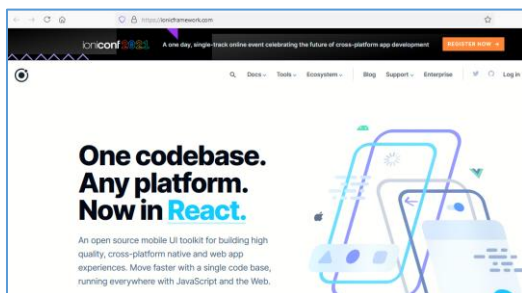 https://ionicframework.com
ioniconf 2021 A one day, single-track online event celebrating the future of cross-platform app development REGISTER NOW →
Docs Tools Ecosystem Blog Support Enterprise Log in
One codebase.
Any platform.
Now in React.
An open source mobile UI toolkit for building high
quality, cross-platform native and web app
experiences. Move faster with a single code base,
running everywhere with JavaScript and the Web.